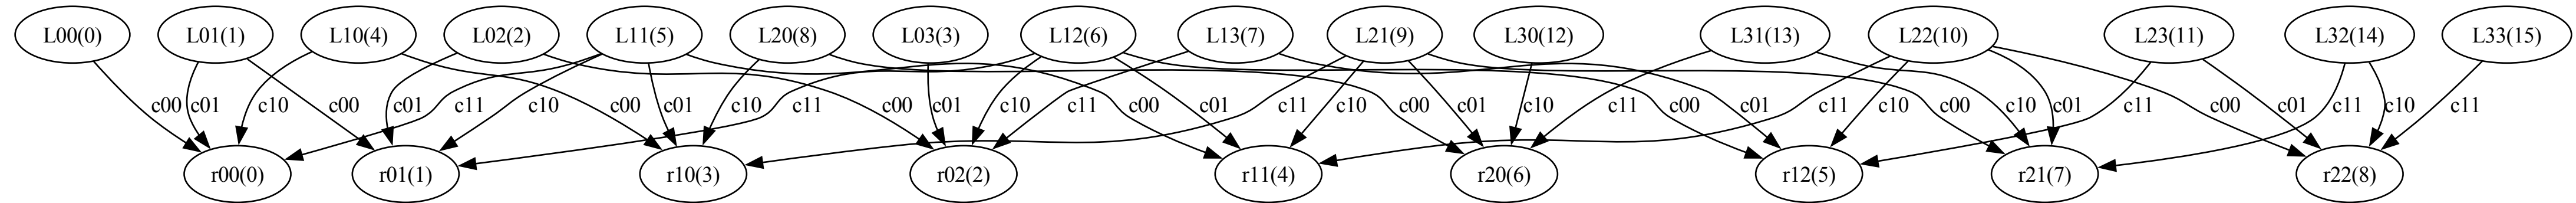 L00(0) L01(1) L10(4) L02(2) L11(5) L20(8) L03(3) L12(6) L13(7) L21(9) L30(12) L31(13) L22(10) L23(11) L32(14) L33(15)
c00 c01 c10 c00 c01 c11 c10 c00 c01 c10 c11 c00 c01 c10 c11 c00 c01 c11 c10 c00 c01 c10 c11 c00 c01 c11 c10 c00 c10 c01 c11 c00 c01 c11 c10 c11
r00(0) r01(1) r10(3) r02(2) r11(4) r20(6) r12(5) r21(7) r22(8)